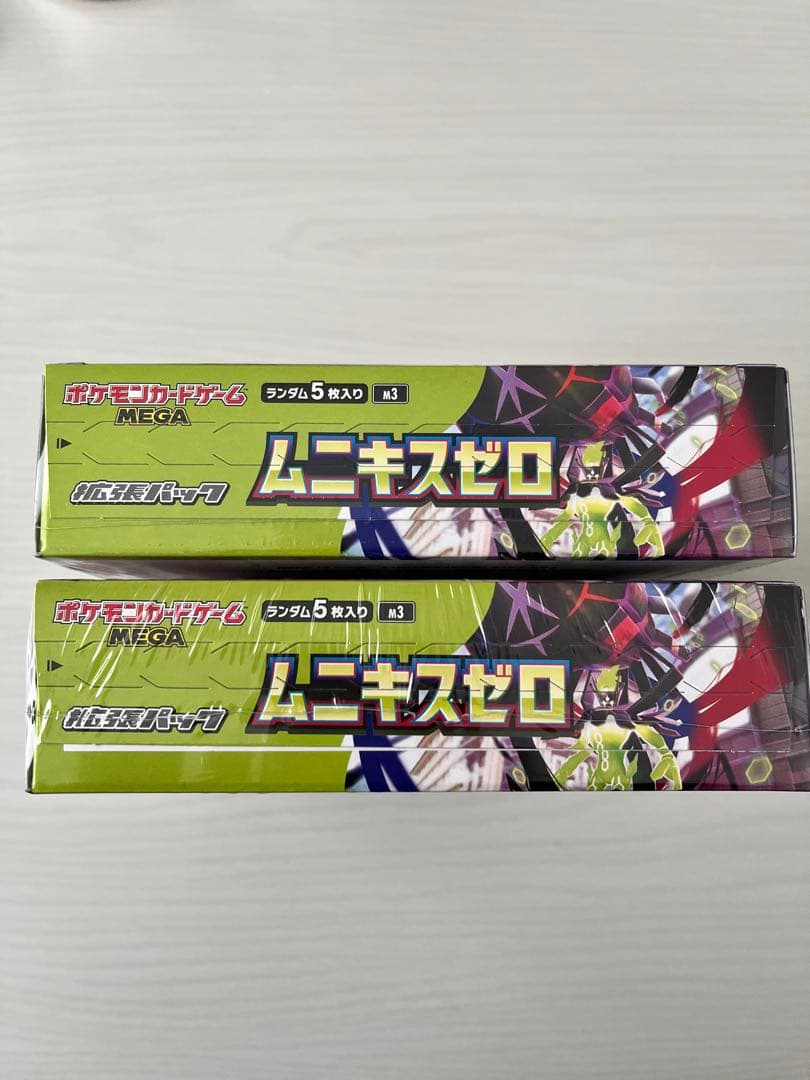 ポケモンカードゲーム
MEGA
ランダム5枚入り M3
ムニキスゼロ
拡張パック
ポケモンカードゲーム
MEGA
ランダム5枚入り M3
ムニキスゼロ
拡張パック